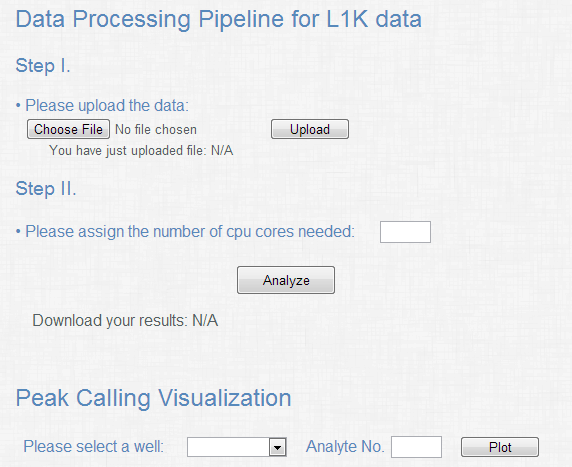 Data Processing Pipeline for L1K data
Step I.
• Please upload the data:
Choose File No file chosen Upload
You have just uploaded file: N/A
Step II.
• Please assign the number of cpu cores needed:
Analyze
Download your results: N/A
Peak Calling Visualization
Please select a well: Analyte No. Plot